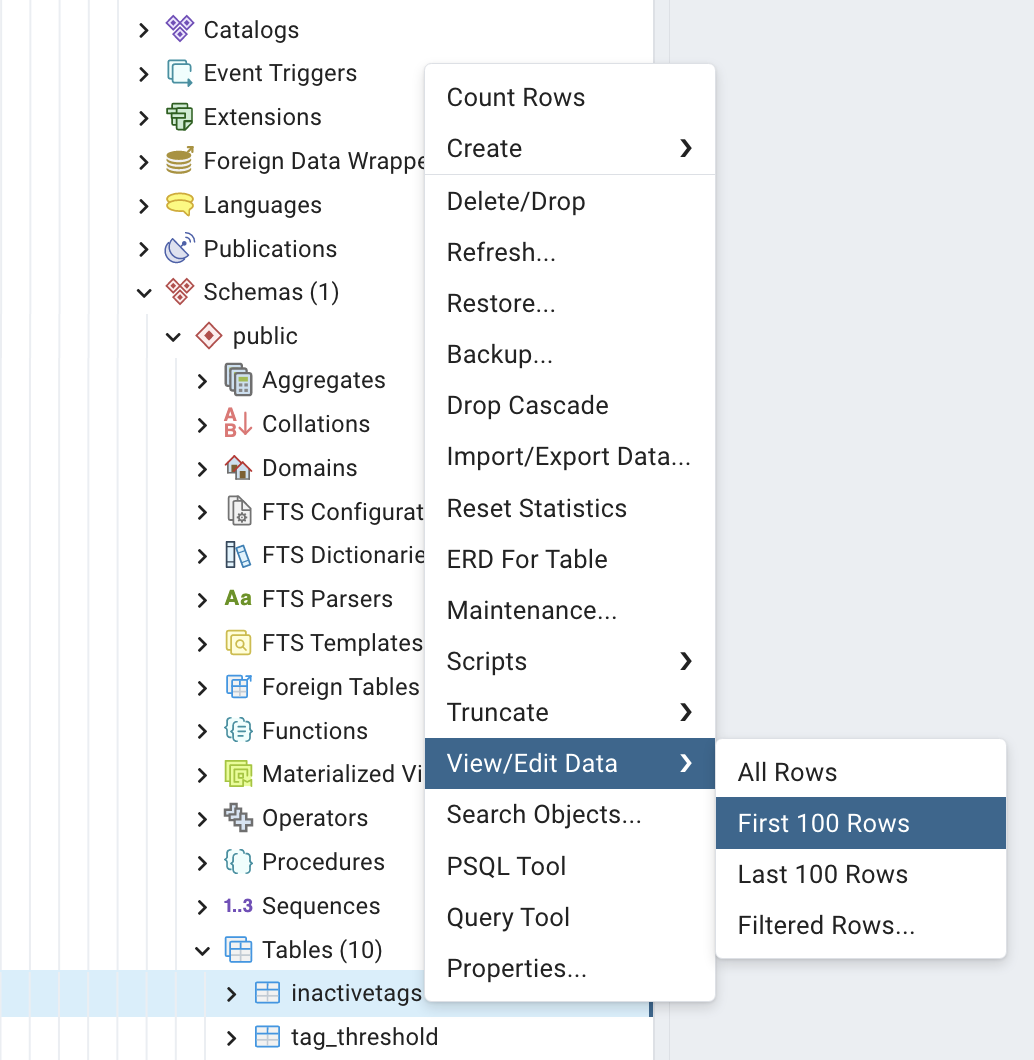 Catalogs
Event Triggers
Extensions
Foreign Data Wrappe
Languages
Publications
Schemas (1)
public
Aggregates
Collations
Domains
FTS Configurat
FTS Dictionarie
Aa FTS Parsers
FTS Templates
Foreign Tables
Functions
Materialized Vi
Operators
Procedures
1..3 Sequences
Tables (10)
inactivetags
tag_threshold
Count Rows
Create
Delete/Drop
Refresh...
Restore...
Backup...
Drop Cascade
Import/Export Data...
Reset Statistics
ERD For Table
Maintenance...
Scripts
Truncate
View/Edit Data
Search Objects...
PSQL Tool
Query Tool
Properties...
All Rows
First 100 Rows
Last 100 Rows
Filtered Rows...